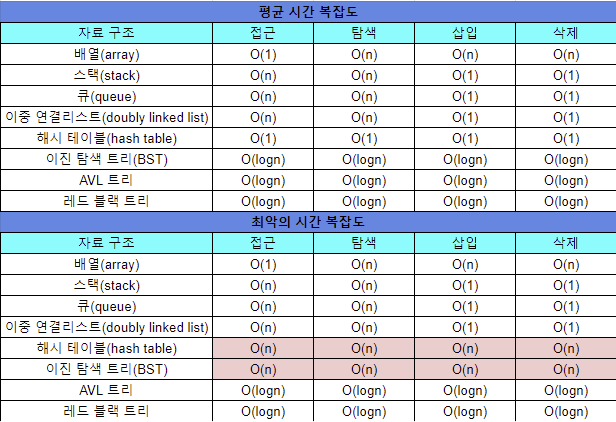 평균 시간 복잡도
자료 구조 접근 탐색 삽입 삭제
배열(array) O(1) O(n) O(n) O(n)
스택(stack) O(n) O(n) O(1) O(1)
큐(queue) O(n) O(n) O(1) O(1)
이중 연결리스트(doubly linked list) O(n) O(n) O(1) O(1)
해시 테이블(hash table) O(1) O(1) O(1) O(1)
이진 탐색 트리(BST) O(logn) O(logn) O(logn) O(logn)
AVL 트리 O(logn) O(logn) O(logn) O(logn)
레드 블랙 트리 O(logn) O(logn) O(logn) O(logn)
최악의 시간 복잡도
자료 구조 접근 탐색 삽입 삭제
배열(array) O(1) O(n) O(n) O(n)
스택(stack) O(n) O(n) O(1) O(1)
큐(queue) O(n) O(n) O(1) O(1)
이중 연결리스트(doubly linked list) O(n) O(n) O(1) O(1)
해시 테이블(hash table) O(n) O(n) O(n) O(n)
이진 탐색 트리(BST) O(n) O(n) O(n) O(n)
AVL 트리 O(logn) O(logn) O(logn) O(logn)
레드 블랙 트리 O(logn) O(logn) O(logn) O(logn)